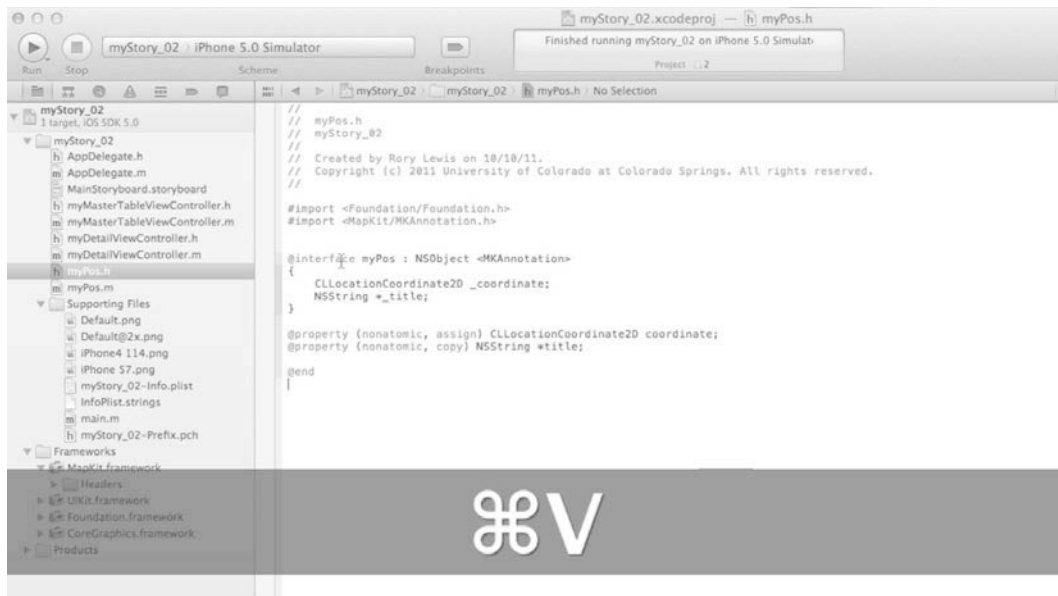 myStory_02.xcodeproj — h myPos.h
myStory_02 iPhone 5.0 Simulator
Finished running myStory_02 on iPhone 5.0 Simulat
Project 2
Run Stop Scheme Breakpoints
myStory_02 myStory_02 h myPos.h No Selection
myStory_02
1 target, iOS SDK 5.0
myStory_02
h AppDelegate.h
m AppDelegate.m
MainStoryboard.storyboard
h myMasterTableViewController.h
m myMasterTableViewController.m
h myDetailViewController.h
m myDetailViewController.m
h myPos.h
m myPos.m
Supporting Files
Default.png
Default@2x.png
iPhone4 114.png
iPhone 57.png
myStory_02-Info.plist
InfoPlist.strings
m main.m
h myStory_02-Prefix.pch
Frameworks
MapKit.framework
Headers
UIKit.framework
Foundation.framework
CoreGraphics.framework
Products
//
// myPos.h
// myStory_02
//
// Created by Rory Lewis on 10/10/11.
// Copyright (c) 2011 University of Colorado at Colorado Springs. All rights reserved.
//
#import <Foundation/Foundation.h>
#import <MapKit/MKAnnotation.h>
@interface myPos : NSObject <MKAnnotation>
{
CLLocationCoordinate2D _coordinate;
NSString *_title;
}
@property (nonatomic, assign) CLLocationCoordinate2D coordinate;
@property (nonatomic, copy) NSString *title;
@end
⌘V